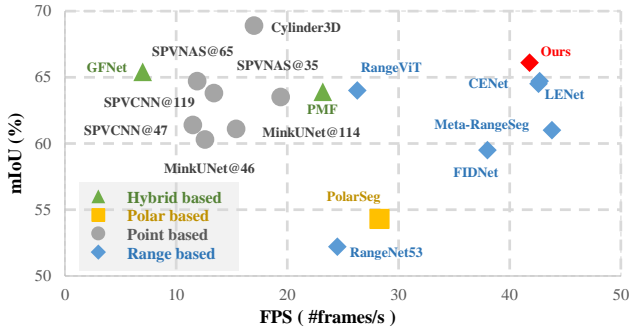 70
Cylinder3D
SPVNAS@65
Ours
GFNet
SPVNAS@35
RangeViT
65
CENet
LENet
SPVCNN@119
PMF
SPVCNN@47
MinkUNet@114
Meta-RangeSeg
60
MinkUNet@46
FIDNet
mIoU (%)
Hybrid based
PolarSeg
Polar based
55
Point based
Range based
RangeNet53
50
0 10 20 30 40 50
FPS ( #frames/s )